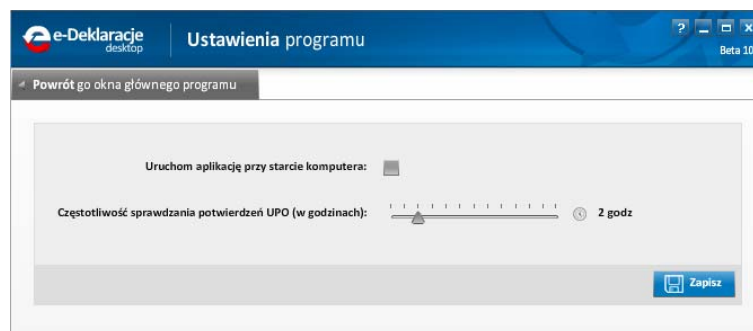 e-Deklaracje
desktop
Ustawienia programu
?
Beta 10
Powrót go okna głównego programu
Uruchom aplikację przy starcie komputera:
Częstotliwość sprawdzania potwierdzeń UPO (w godzinach):
2 godz
Zapisz